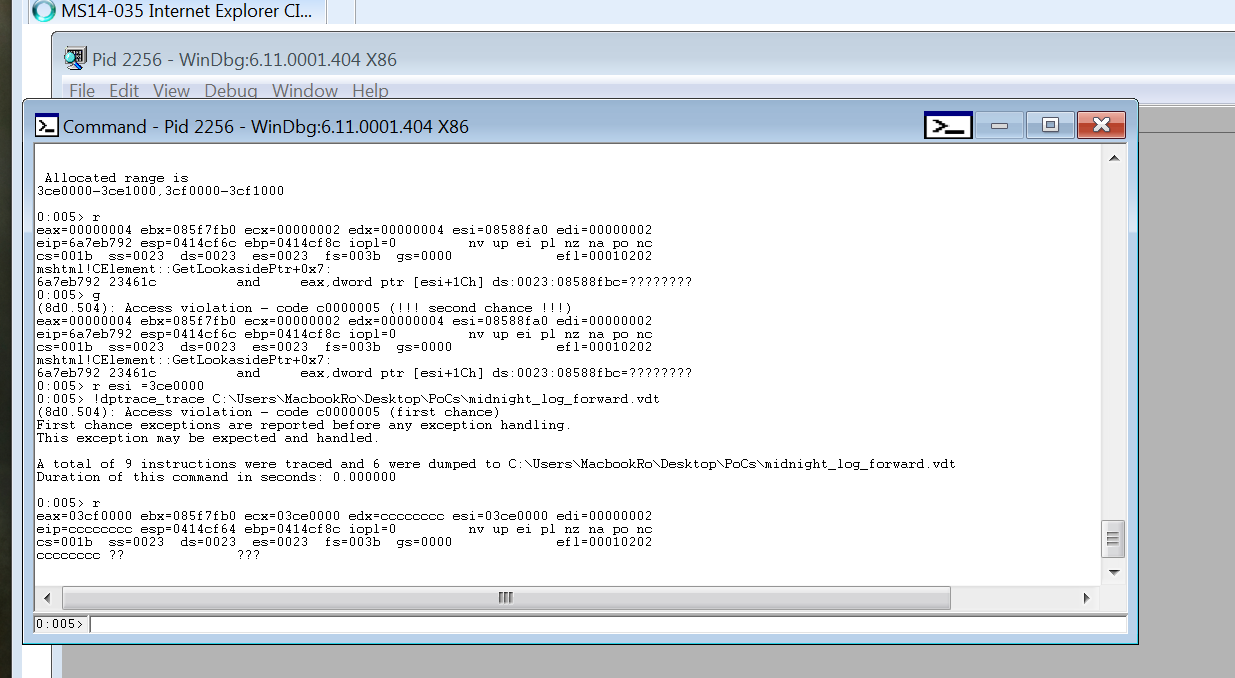 MS14-035 Internet Explorer CI...
Pid 2256 - WinDbg:6.11.0001.404 X86
File Edit View Debug Window Help
Command - Pid 2256 - WinDbg:6.11.0001.404 X86
Allocated range is
3ce0000-3ce1000,3cf0000-3cf1000
0:005> r
eax=00000004 ebx=085f7fb0 ecx=00000002 edx=00000004 esi=08588fa0 edi=00000002
eip=6a7eb792 esp=0414cf6c ebp=0414cf8c iopl=0 nv up ei pl nz na po nc
cs=001b ss=0023 ds=0023 es=0023 fs=003b gs=0000 efl=00010202
mshtml!CElement::GetLookasidePtr+0x7:
6a7eb792 23461c and eax,dword ptr [esi+1Ch] ds:0023:08588fbc=????????
0:005> g
(8d0.504): Access violation - code c0000005 (!!! second chance !!!)
eax=00000004 ebx=085f7fb0 ecx=00000002 edx=00000004 esi=08588fa0 edi=00000002
eip=6a7eb792 esp=0414cf6c ebp=0414cf8c iopl=0 nv up ei pl nz na po nc
cs=001b ss=0023 ds=0023 es=0023 fs=003b gs=0000 efl=00010202
mshtml!CElement::GetLookasidePtr+0x7:
6a7eb792 23461c and eax,dword ptr [esi+1Ch] ds:0023:08588fbc=????????
0:005> r esi =3ce0000
0:005> !dptrace_trace C:\Users\MacbookRo\Desktop\PoCs\midnight_log_forward.vdt
(8d0.504): Access violation - code c0000005 (first chance)
First chance exceptions are reported before any exception handling.
This exception may be expected and handled.
A total of 9 instructions were traced and 6 were dumped to C:\Users\MacbookRo\Desktop\PoCs\midnight_log_forward.vdt
Duration of this command in seconds: 0.000000
0:005> r
eax=03cf0000 ebx=085f7fb0 ecx=03ce0000 edx=cccccccc esi=03ce0000 edi=00000002
eip=cccccccc esp=0414cf64 ebp=0414cf8c iopl=0 nv up ei pl nz na po nc
cs=001b ss=0023 ds=0023 es=0023 fs=003b gs=0000 efl=00010202
cccccccc ?? ???
0:005>